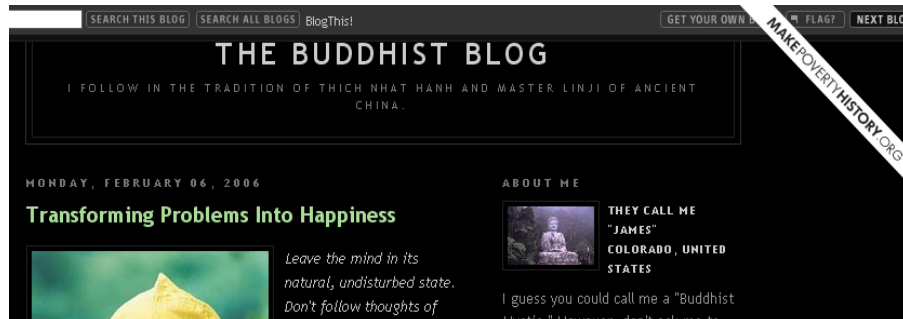 SEARCH THIS BLOG SEARCH ALL BLOGS BlogThis! GET YOUR OWN FLAG? NEXT
MAKEPOVERTYHISTORY.ORG
THE BUDDHIST BLOG
I FOLLOW IN THE TRADITION OF THICH NHAT HANH AND MASTER LINJI OF ANCIENT
CHINA.
MONDAY, FEBRUARY 06, 2006
Transforming Problems Into Happiness
Leave the mind in its
natural, undisturbed state.
Don't follow thoughts of
ABOUT ME
THEY CALL ME
"JAMES"
COLORADO, UNITED
STATES
I guess you could call me a "Buddhist